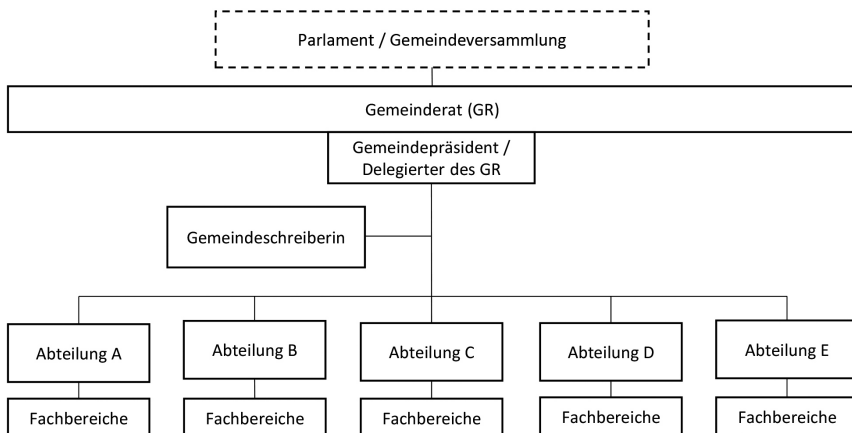 Parlament / Gemeindeversammlung
Gemeinderat (GR)
Gemeindepräsident /
Delegierter des GR
Gemeindeschreiberin
Abteilung A
Abteilung B
Abteilung C
Abteilung D
Abteilung E
Fachbereiche
Fachbereiche
Fachbereiche
Fachbereiche
Fachbereiche